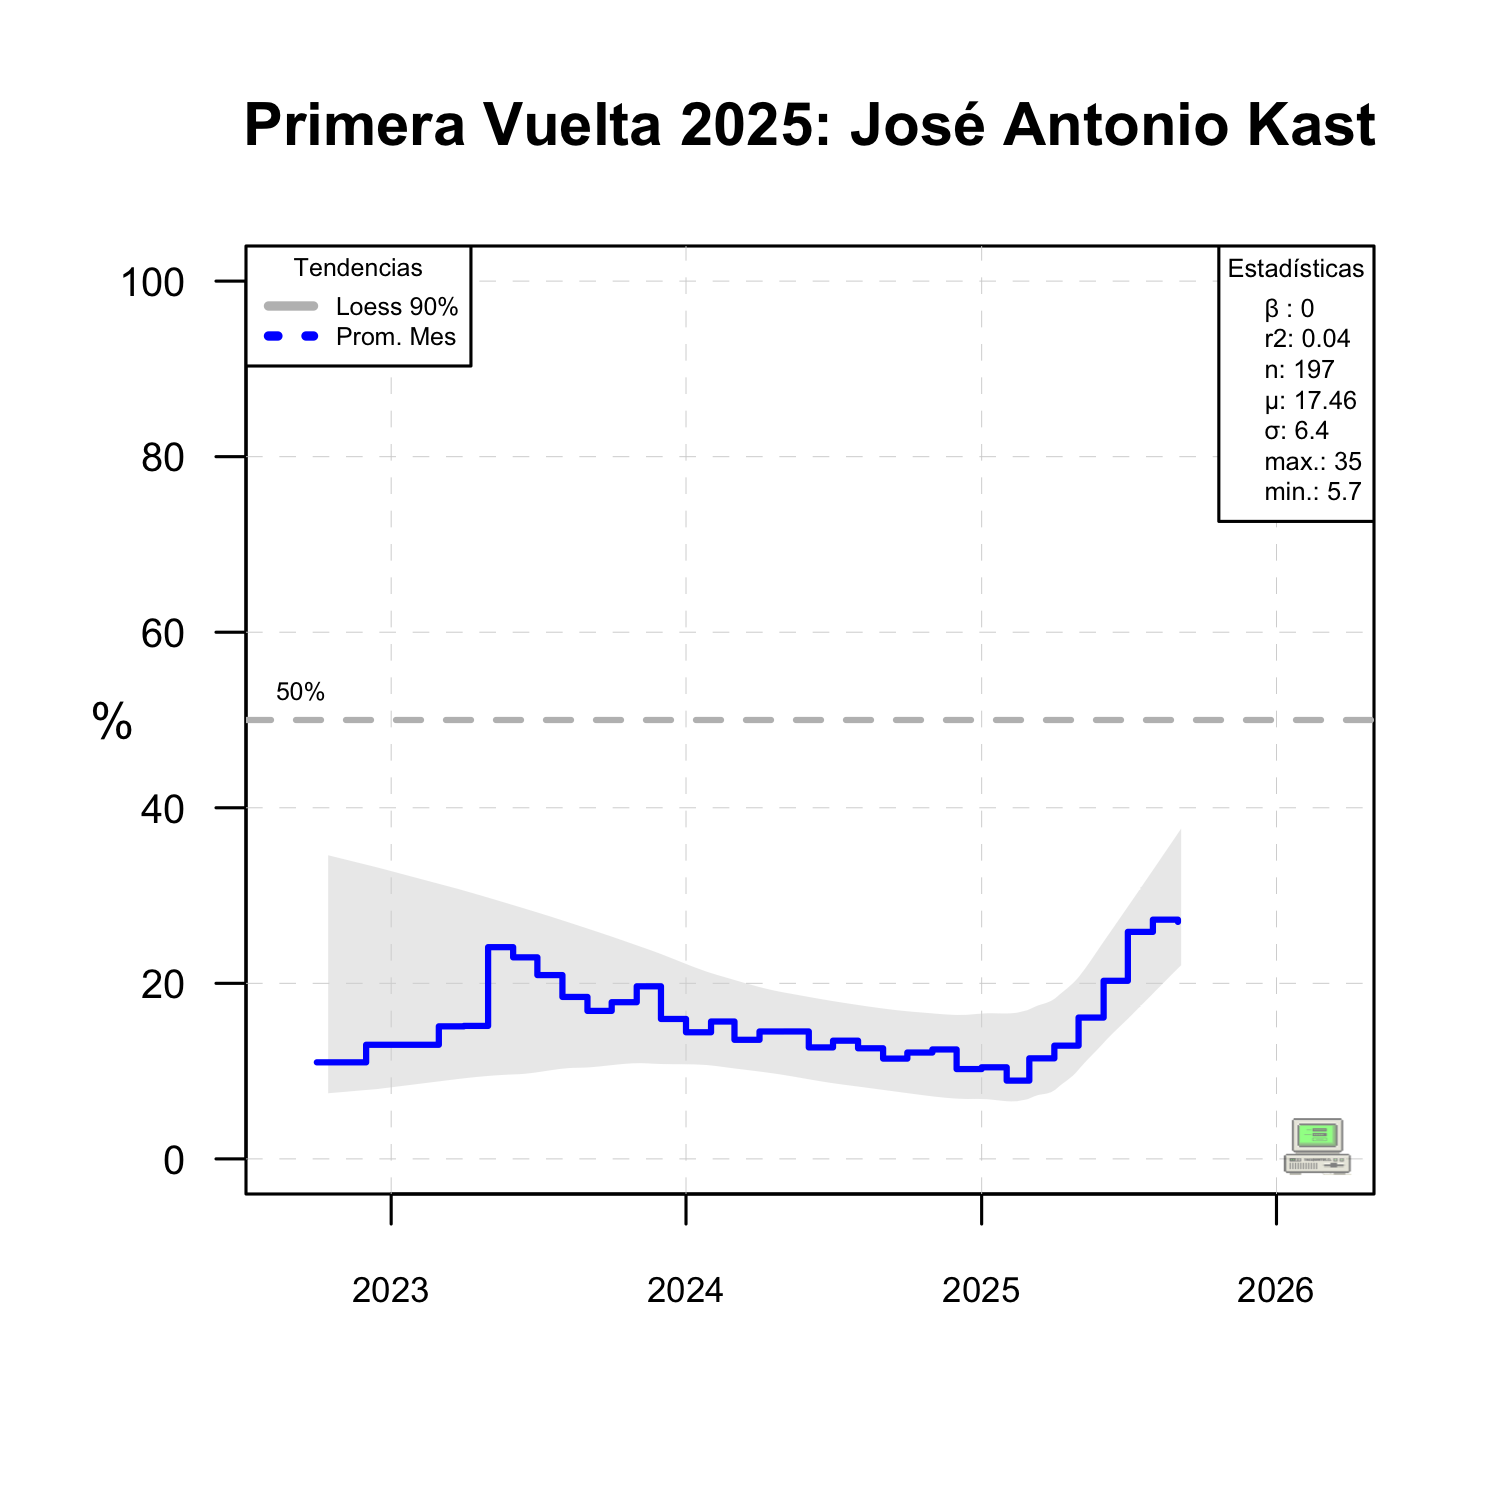 Primera Vuelta 2025: José Antonio Kast
Tendencias
Loess 90%
Prom. Mes
Estadísticas
β : 0
r2: 0.04
n: 197
μ: 17.46
σ: 6.4
max.: 35
min.: 5.7
100
80
60
50%
%
40
20
0
2023
2024
2025
2026